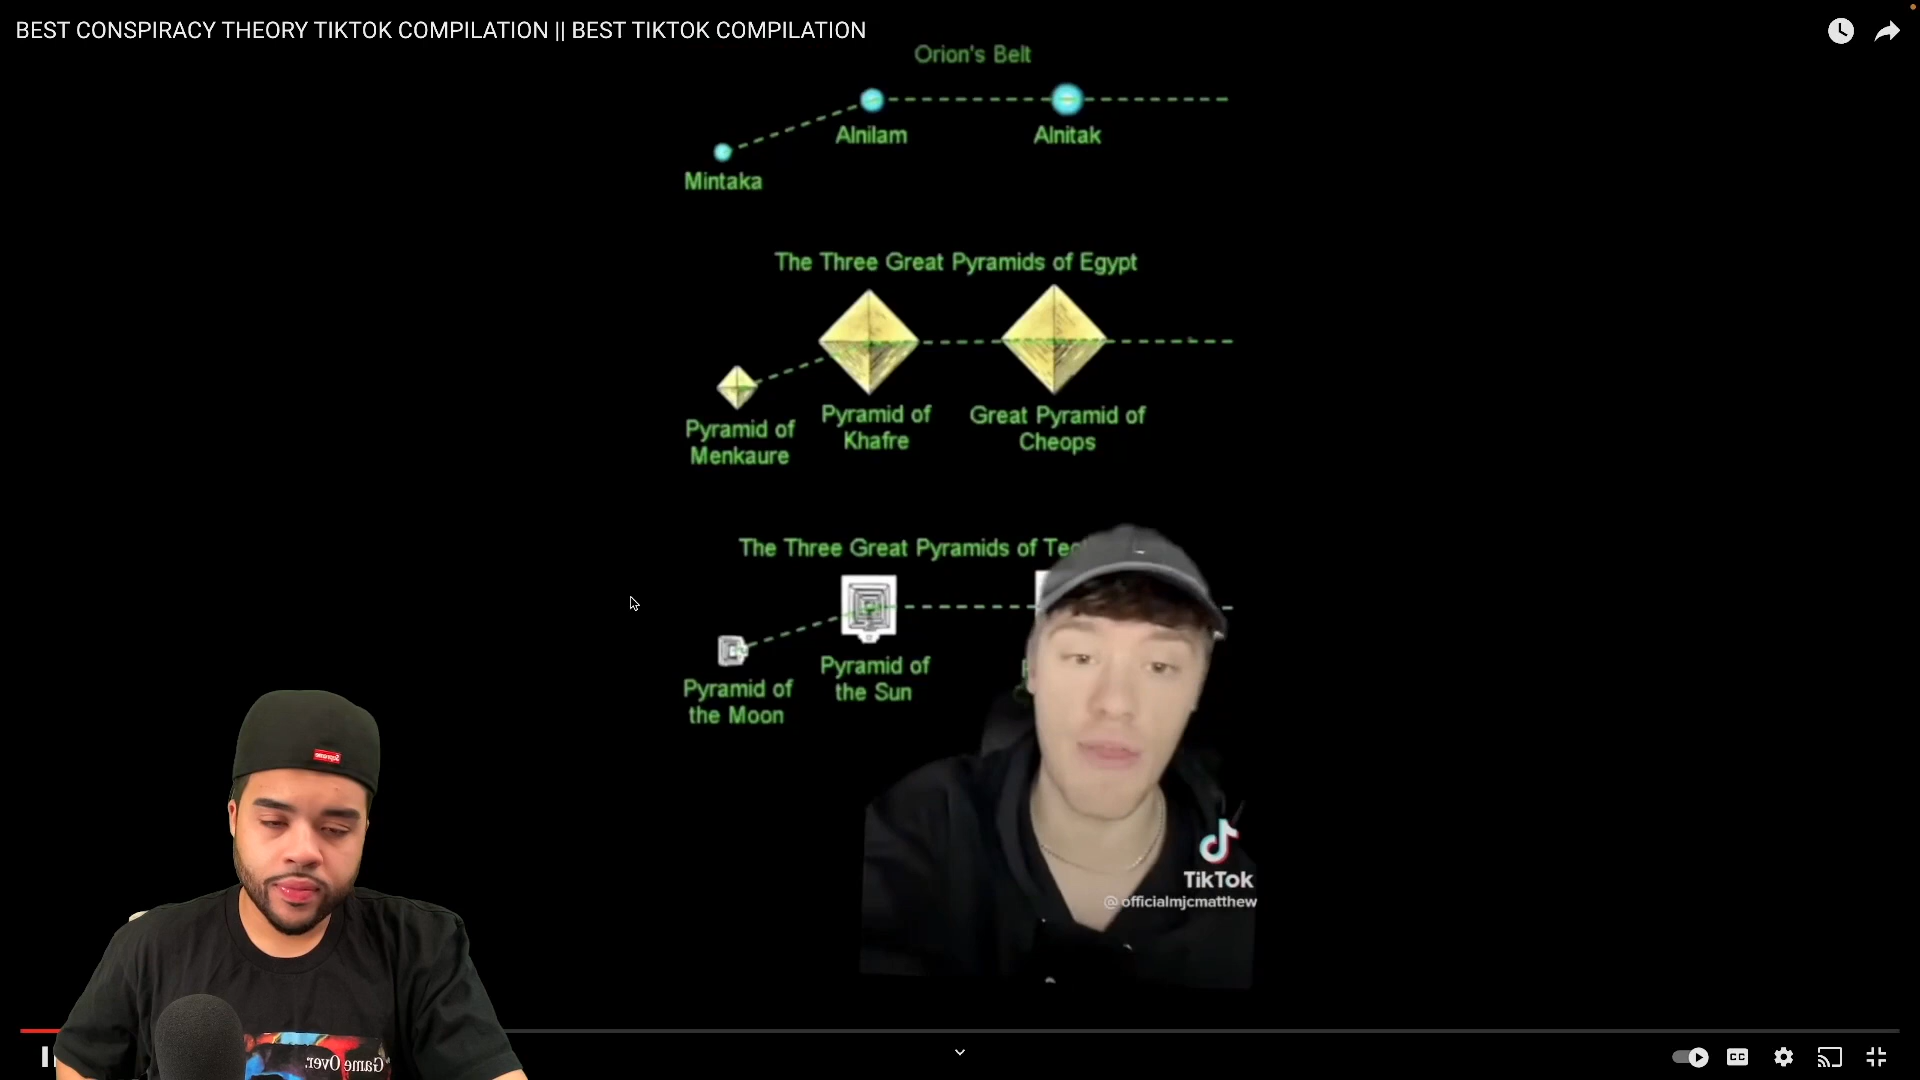 BEST CONSPIRACY THEORY TIKTOK COMPILATION || BEST TIKTOK COMPILATION
Orion's Belt
Alnilam
Alnitak
Mintaka
The Three Great Pyramids of Egypt
Pyramid of
Menkaure
Pyramid of
Khafre
Great Pyramid of
Cheops
The Three Great Pyramids of
Pyramid of
the Moon
Pyramid of
the Sun
TikTok
@officialmjcmatthew
Supreme
Game Over.
CC